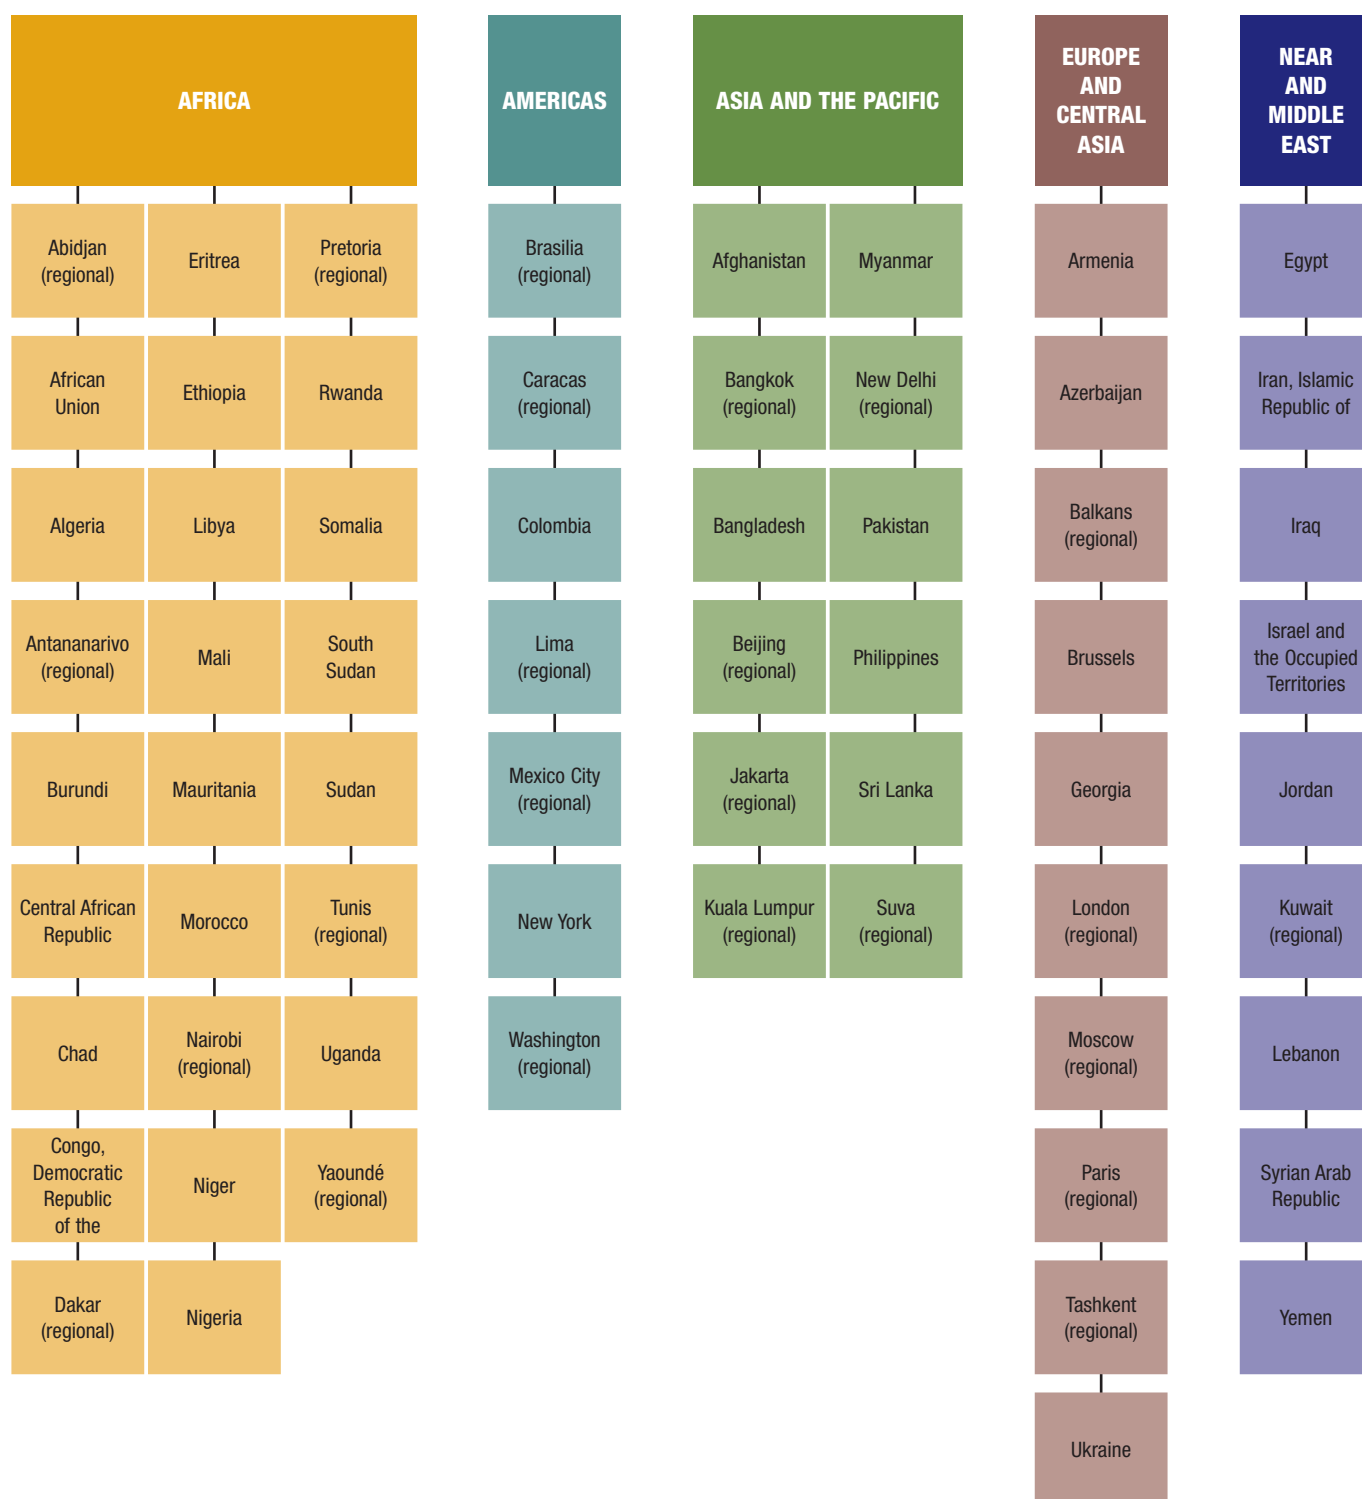 AFRICA
Abidjan
(regional)
African
Union
Algeria
Antananarivo
(regional)
Burundi
Central African
Republic
Chad
Congo,
Democratic
Republic
of the
Dakar
(regional)
Eritrea
Ethiopia
Libya
Mali
Mauritania
Morocco
Nairobi
(regional)
Niger
Nigeria
Pretoria
(regional)
Rwanda
Somalia
South
Sudan
Sudan
Tunis
(regional)
Uganda
Yaoundé
(regional)
AMERICAS
Brasilia
(regional)
Caracas
(regional)
Colombia
Lima
(regional)
Mexico City
(regional)
New York
Washington
(regional)
ASIA AND THE PACIFIC
Afghanistan
Bangkok
(regional)
Bangladesh
Beijing
(regional)
Jakarta
(regional)
Kuala Lumpur
(regional)
Myanmar
New Delhi
(regional)
Pakistan
Philippines
Sri Lanka
Suva
(regional)
EUROPE
AND
CENTRAL
ASIA
Armenia
Azerbaijan
Balkans
(regional)
Brussels
Georgia
London
(regional)
Moscow
(regional)
Paris
(regional)
Tashkent
(regional)
Ukraine
NEAR
AND
MIDDLE
EAST
Egypt
Iran, Islamic
Republic of
Iraq
Israel and
the Occupied
Territories
Jordan
Kuwait
(regional)
Lebanon
Syrian Arab
Republic
Yemen